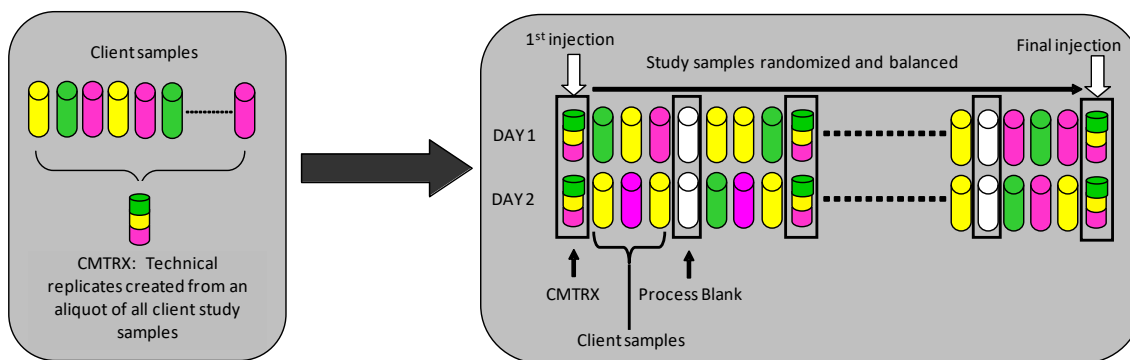 Client samples
CMTRX: Technical
replicates created from an
aliquot of all client study
samples
1st injection
Final injection
Study samples randomized and balanced
DAY 1
DAY 2
CMTRX
Process Blank
Client samples